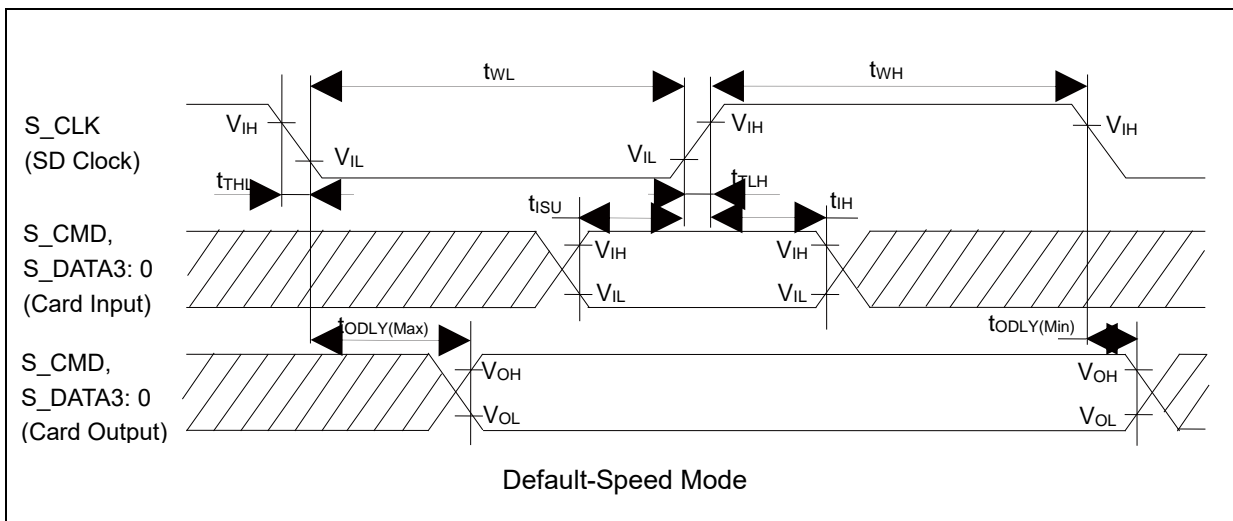 tWL
tWH
S_CLK
(SD Clock)
VIH
VIL
VIL
VIH
VIH
tTHL
tTLH
tISU
tIH
S_CMD,
S_DATA3: 0
(Card Input)
VIH
VIL
VIH
VIL
tODLY(Max)
tODLY(Min)
S_CMD,
S_DATA3: 0
(Card Output)
VOH
VOL
VOH
VOL
Default-Speed Mode